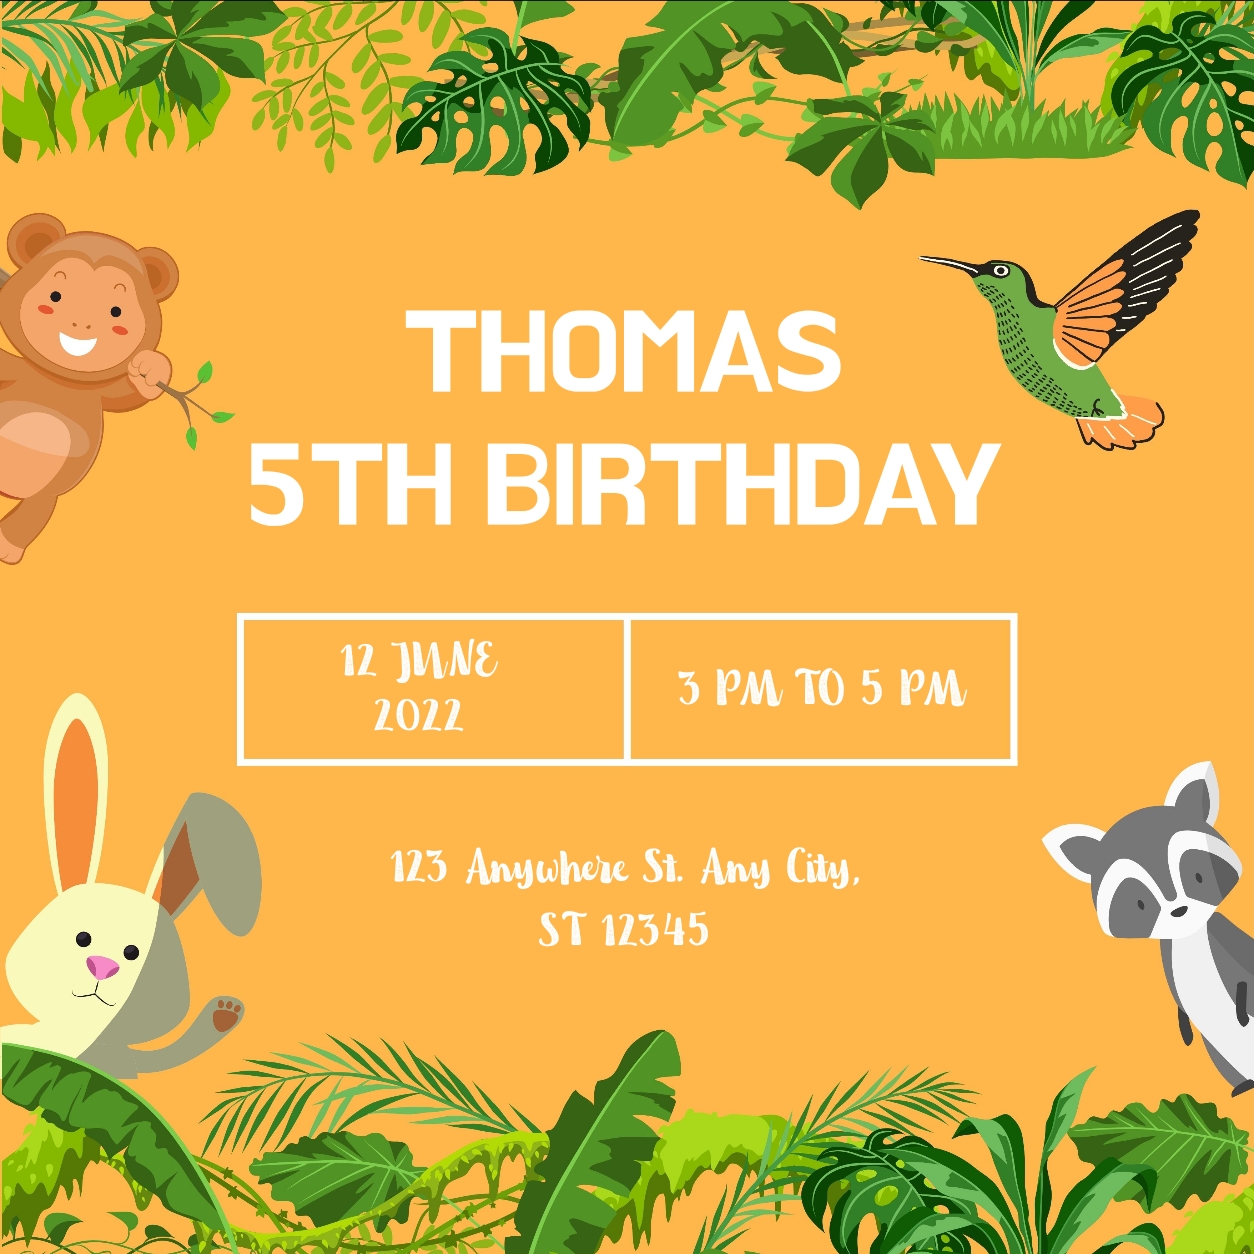 THOMAS
5TH BIRTHDAY
12 JUNE
2022
3 PM TO 5 PM
123 Anywhere St. Any City,
ST 12345